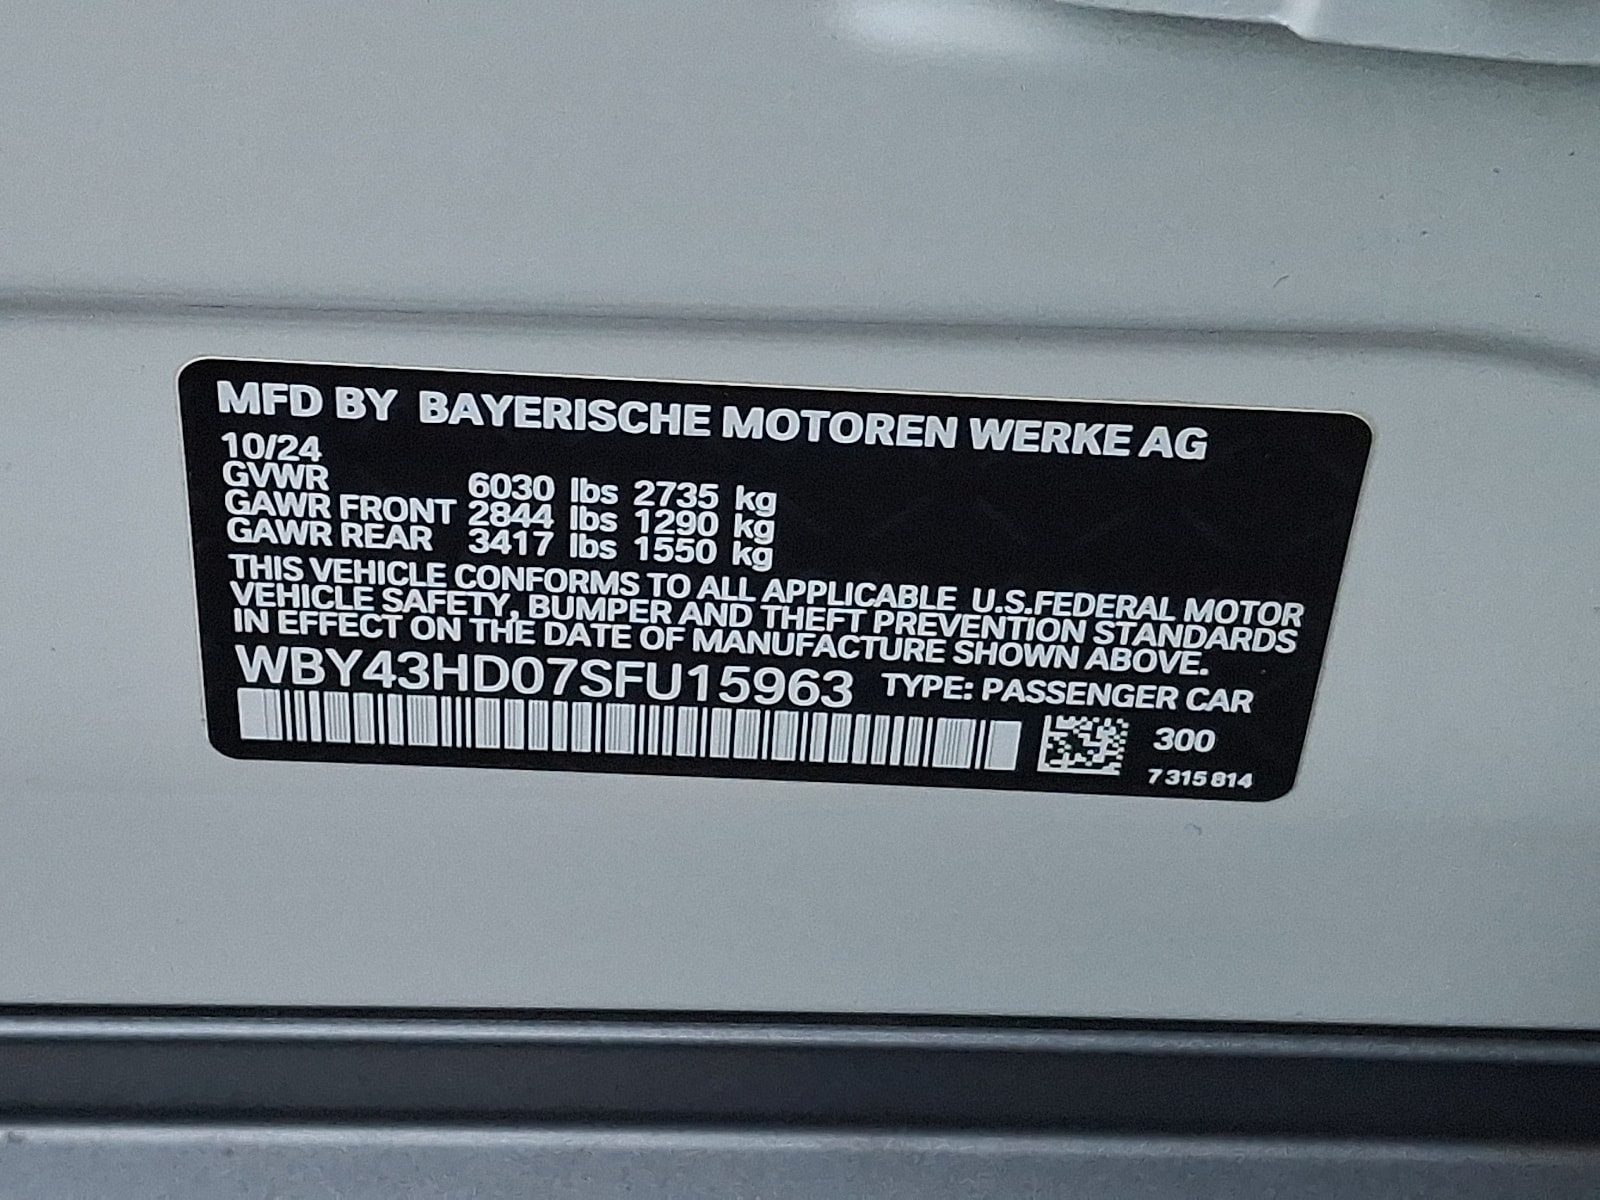 MFD BY BAYERISCHE MOTOREN WERKE AG
10/24
GVWR 6030 lbs 2735 kg
GAWR FRONT 2844 lbs 1290 kg
GAWR REAR 3417 lbs 1550 kg
THIS VEHICLE CONFORMS TO ALL APPLICABLE U.S.FEDERAL MOTOR
VEHICLE SAFETY, BUMPER AND THEFT PREVENTION STANDARDS
IN EFFECT ON THE DATE OF MANUFACTURE SHOWN ABOVE.
WBY43HD07SFU15963 TYPE: PASSENGER CAR
300
7 315 814